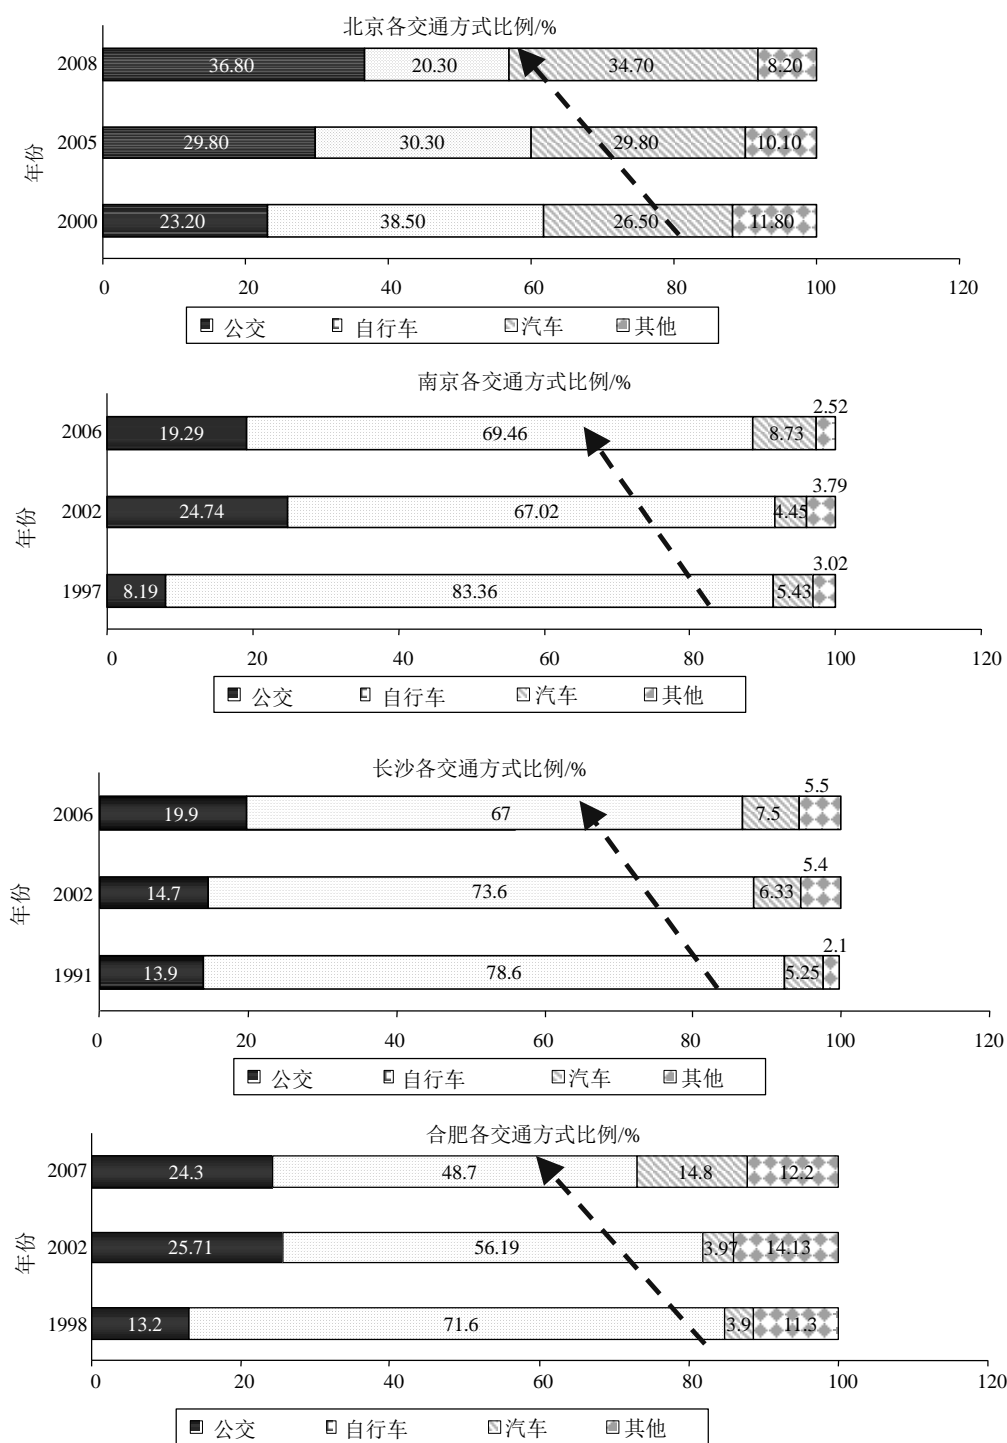 北京各交通方式比例/%
2008 36.80 20.30 34.70 8.20
2005 29.80 30.30 29.80 10.10
年份
2000 23.20 38.50 26.50 11.80
0 20 40 60 80 100 120
公交 自行车 汽车 其他
南京各交通方式比例/%
2.52
2006 19.29 69.46 8.73
3.79
2002 24.74 67.02 4.45
年份
3.02
1997 8.19 83.36 5.43
0 20 40 60 80 100 120
公交 自行车 汽车 其他
长沙各交通方式比例/%
5.5
2006 19.9 67 7.5
5.4
2002 14.7 73.6 6.33
年份
2.1
1991 13.9 78.6 5.25
0 20 40 60 80 100 120
公交 自行车 汽车 其他
合肥各交通方式比例/%
2007 24.3 48.7 14.8 12.2
2002 25.71 56.19 3.97 14.13
年份
1998 13.2 71.6 3.9 11.3
0 20 40 60 80 100 120
公交 自行车 汽车 其他